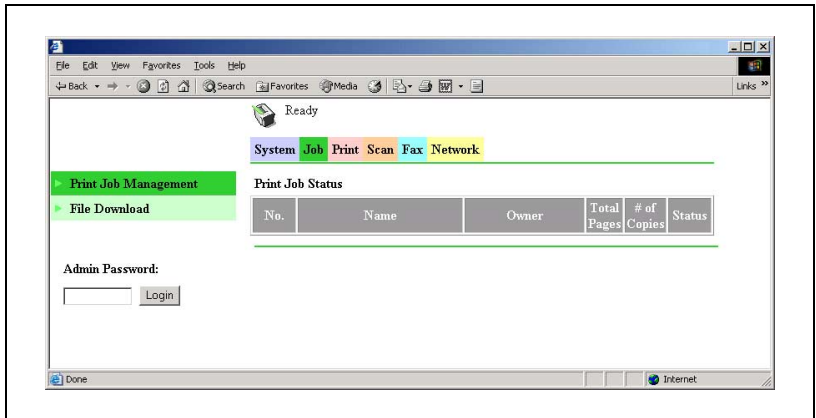 File Edit View Favorites Tools Help
Back Search Favorites Media Links »
Ready
System Job Print Scan Fax Network
Print Job Management
File Download
Print Job Status
No. Name Owner Total Pages # of Copies Status
Admin Password:
Login
Done Internet